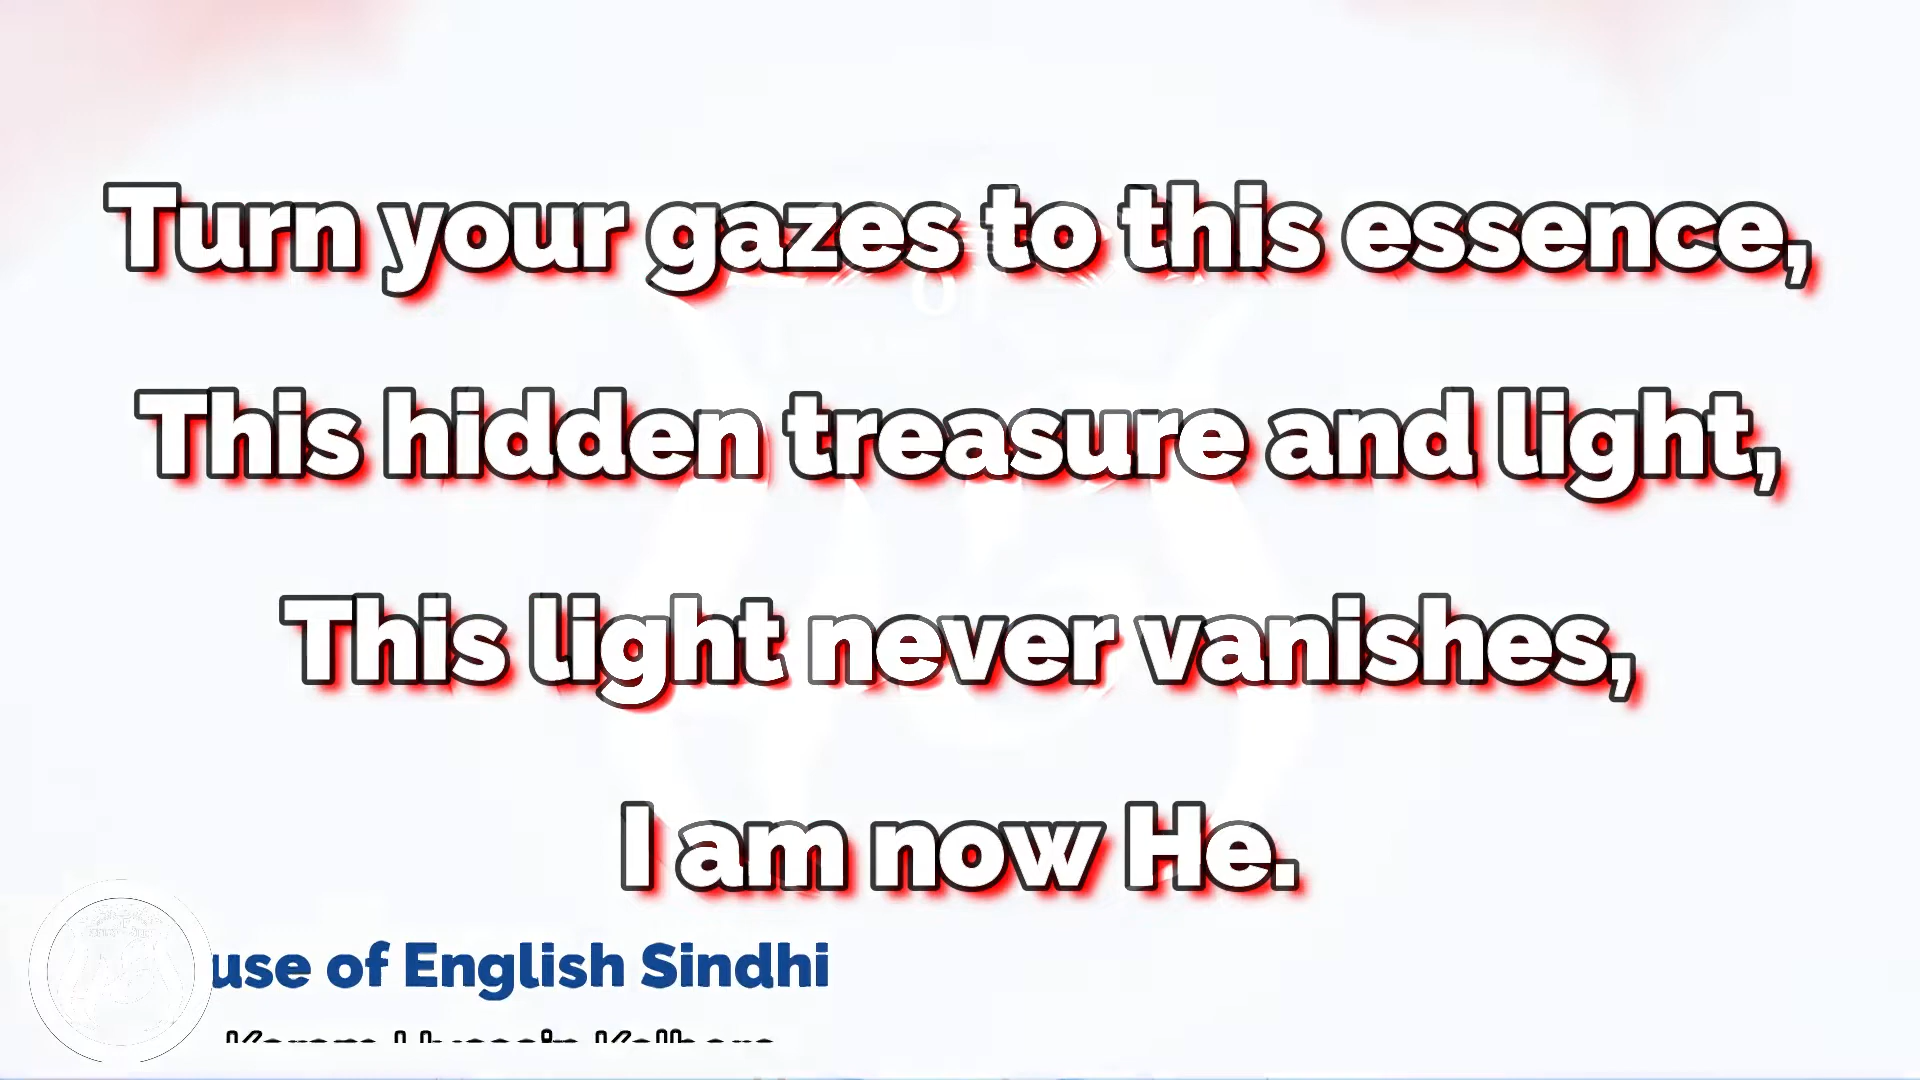 Turn your gazes to this essence,
This hidden treasure and light,
This light never vanishes,
I am now He.
use of English Sindhi